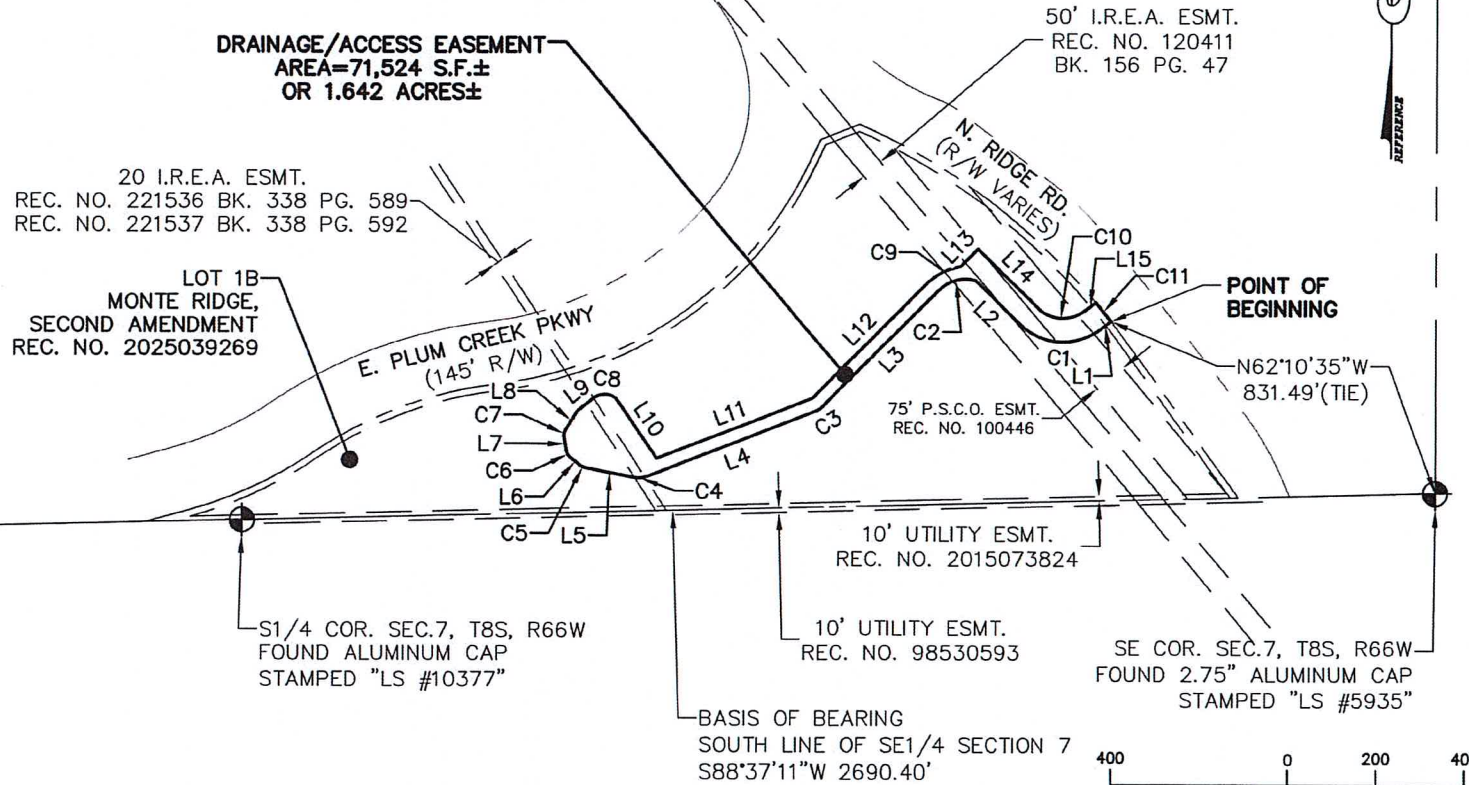 50' I.R.E.A. ESMT.
REC. NO. 120411
BK. 156 PG. 47
DRAINAGE/ACCESS EASEMENT
AREA=71,524 S.F.±
OR 1.642 ACRES±
REFERENCE
N. RIDGE RD.
(R/W VARIES)
20 I.R.E.A. ESMT.
REC. NO. 221536 BK. 338 PG. 589
REC. NO. 221537 BK. 338 PG. 592
LOT 1B
MONTE RIDGE,
SECOND AMENDMENT
REC. NO. 2025039269
E. PLUM CREEK PKWY
(145' R/W)
C9
L13
L14
C10
L15
C11
POINT OF
BEGINNING
C2
L2
C1
L1
N62°10'35"W
831.49'(TIE)
L12
L3
75' P.S.C.O. ESMT.
REC. NO. 100446
L8
L9
C8
C7
L10
L7
L11
C3
C6
L4
L6
C4
C5
L5
10' UTILITY ESMT.
REC. NO. 2015073824
S1/4 COR. SEC.7, T8S, R66W
FOUND ALUMINUM CAP
STAMPED "LS #10377"
10' UTILITY ESMT.
REC. NO. 98530593
SE COR. SEC.7, T8S, R66W
FOUND 2.75" ALUMINUM CAP
STAMPED "LS #5935"
BASIS OF BEARING
SOUTH LINE OF SE1/4 SECTION 7
S88°37'11"W 2690.40'
400 0 200